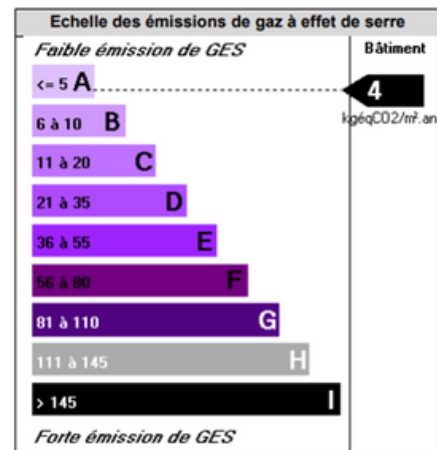 Echelle des émissions de gaz à effet de serre
Faible émission de GES
Bâtiment
<= 5 A
4
kgéqCO2/m².an
6 à 10 B
11 à 20 C
21 à 35 D
36 à 55 E
56 à 80 F
81 à 110 G
111 à 145 H
> 145 I
Forte émission de GES